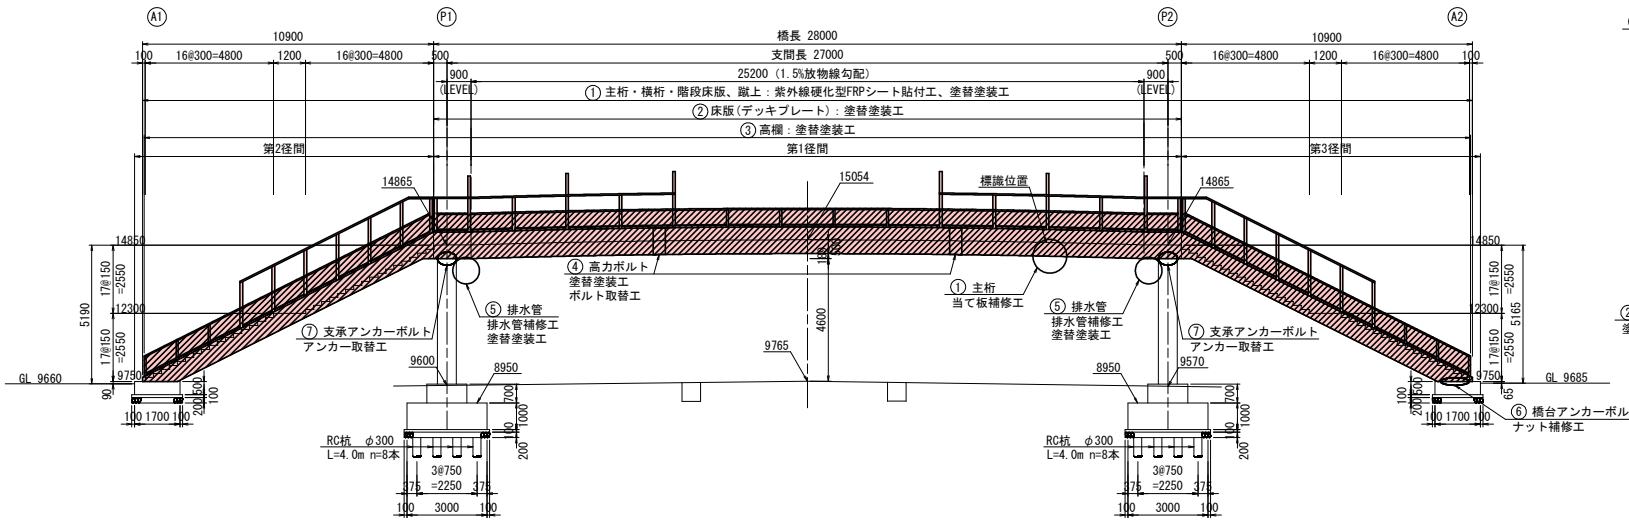 A1
P1
P2
A2
10900
橋長 28000
10900
100
16@300=4800
1200
16@300=4800
500
支間長 27000
500
16@300=4800
1200
16@300=4800
100
900
25200 (1.5%放物線勾配)
900
(LEVEL)
(LEVEL)
① 主桁・横桁・階段床版、蹴上：紫外線硬化型FRPシート貼付工、塗替塗装工
② 床版(デッキプレート)：塗替塗装工
③ 高欄：塗替塗装工
第2径間
第1径間
第3径間
14865
15054
標識位置
14865
14850
14850
17@150
=2550
5190
12300
17@150
=2550
9750
GL 9660
90
④ 高力ボルト
塗替塗装工
ボルト取替工
① 主桁
当て板補修工
⑤ 排水管
排水管補修工
塗替塗装工
⑤ 排水管
排水管補修工
塗替塗装工
⑦ 支承アンカーボルト
アンカー取替工
⑦ 支承アンカーボルト
アンカー取替工
4600
17@150
=2550
5165
12300
17@150
=2550
9750
GL 9685
65
9600
8950
9765
8950
9570
500
200
100
100 1700 100
700
1000
100
200
700
1000
100
200
100
200
500
100 1700 100
⑥ 橋台アンカーボル
ナット補修工
RC杭 φ300
L=4.0m n=8本
3@750
=2250
375
375
100
3000
100
RC杭 φ300
L=4.0m n=8本
3@750
=2250
375
375
100
3000
100